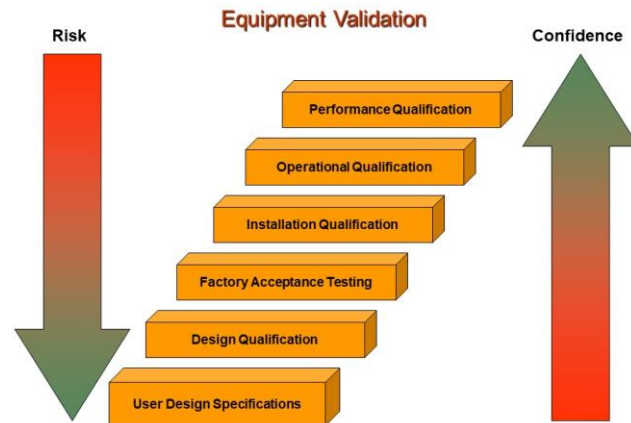 Equipment Validation
Risk
Confidence
Performance Qualification
Operational Qualification
Installation Qualification
Factory Acceptance Testing
Design Qualification
User Design Specifications